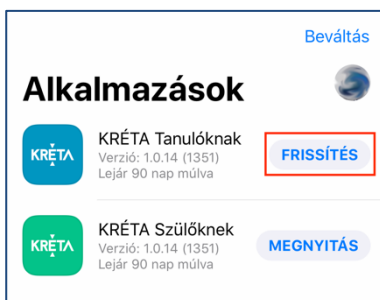 Beváltás
Alkalmazások
KRÉTA
KRÉTA Tanulóknak
Verzió: 1.0.14 (1351)
Lejár 90 nap múlva
FRISSÍTÉS
KRÉTA
KRÉTA Szülőknek
Verzió: 1.0.14 (1351)
Lejár 90 nap múlva
MEGNYITÁS